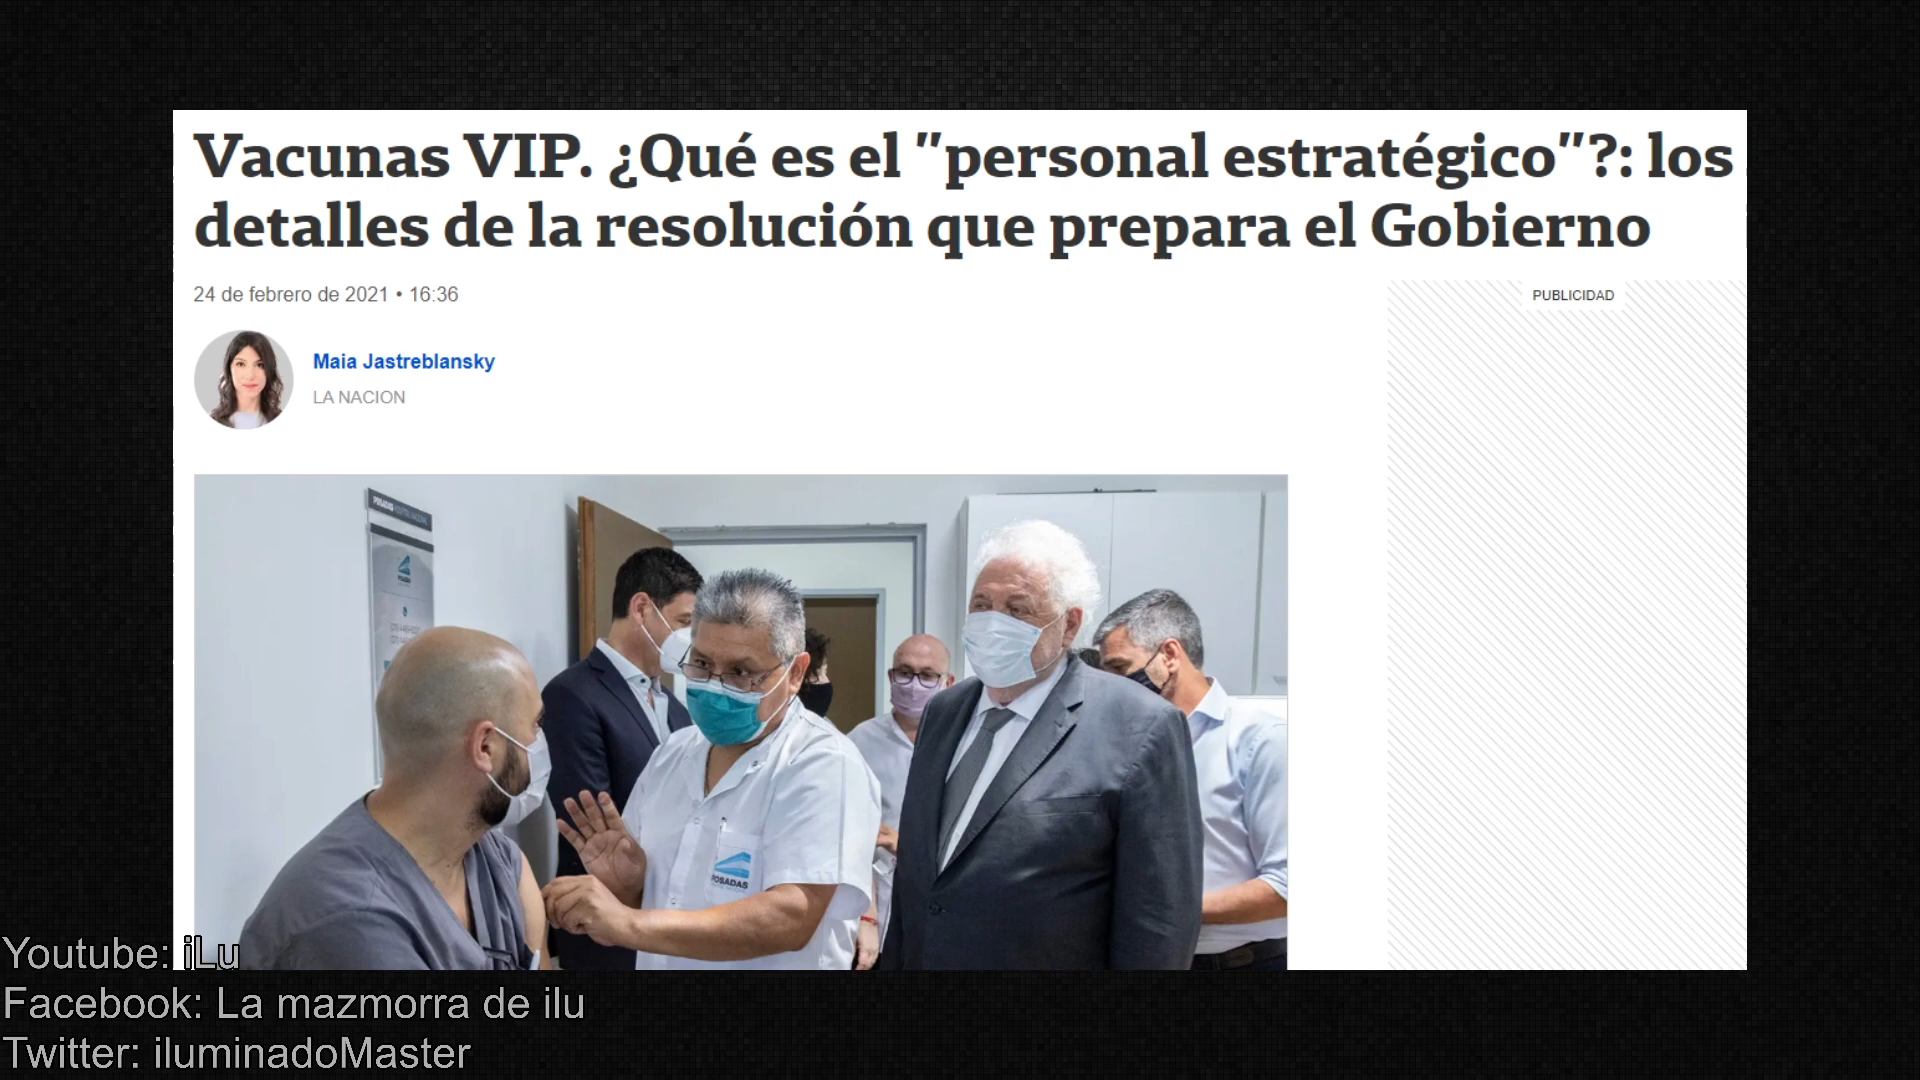 Vacunas VIP. ¿Qué es el "personal estratégico"?: los
detalles de la resolución que prepara el Gobierno
24 de febrero de 2021 • 16:36
PUBLICIDAD
Maia Jastreblansky
LA NACION
POSADAS
POSADAS
POSADAS
Youtube: iLu
Facebook: La mazmorra de ilu
Twitter: iluminadoMaster